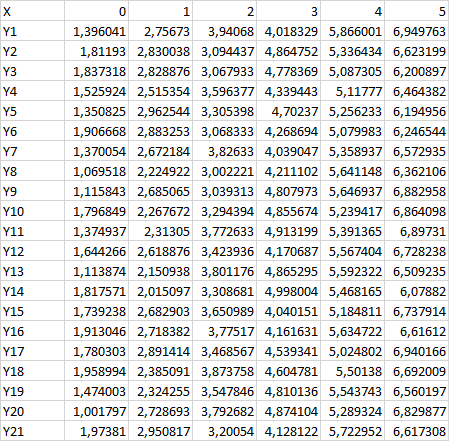 X 0 1 2 3 4 5
Y1 1,396041 2,75673 3,94068 4,018329 5,866001 6,949763
Y2 1,81193 2,830038 3,094437 4,864752 5,336434 6,623199
Y3 1,837318 2,828876 3,067933 4,778369 5,087305 6,200897
Y4 1,525924 2,515354 3,596377 4,339443 5,11777 6,464382
Y5 1,350825 2,962544 3,305398 4,70237 5,256233 6,194956
Y6 1,906668 2,883253 3,068333 4,268694 5,079983 6,246544
Y7 1,370054 2,672184 3,82633 4,039047 5,358937 6,572935
Y8 1,069518 2,224922 3,002221 4,211102 5,641148 6,362106
Y9 1,115843 2,685065 3,039313 4,807973 5,646937 6,882958
Y10 1,796849 2,267672 3,294394 4,855674 5,239417 6,864098
Y11 1,374937 2,31305 3,772633 4,913199 5,391365 6,89731
Y12 1,644266 2,618876 3,423936 4,170687 5,567404 6,728238
Y13 1,113874 2,150938 3,801176 4,865295 5,592322 6,509235
Y14 1,817571 2,015097 3,308681 4,998004 5,468165 6,07882
Y15 1,739238 2,682903 3,650989 4,040151 5,184811 6,737914
Y16 1,913046 2,718382 3,77517 4,161631 5,634722 6,61612
Y17 1,780303 2,891414 3,468567 4,539341 5,024802 6,940166
Y18 1,958994 2,385091 3,873758 4,604781 5,50138 6,692009
Y19 1,474003 2,324255 3,547846 4,810136 5,543743 6,560197
Y20 1,001797 2,728693 3,792682 4,874104 5,289324 6,829877
Y21 1,97381 2,950817 3,20054 4,128122 5,722952 6,617308